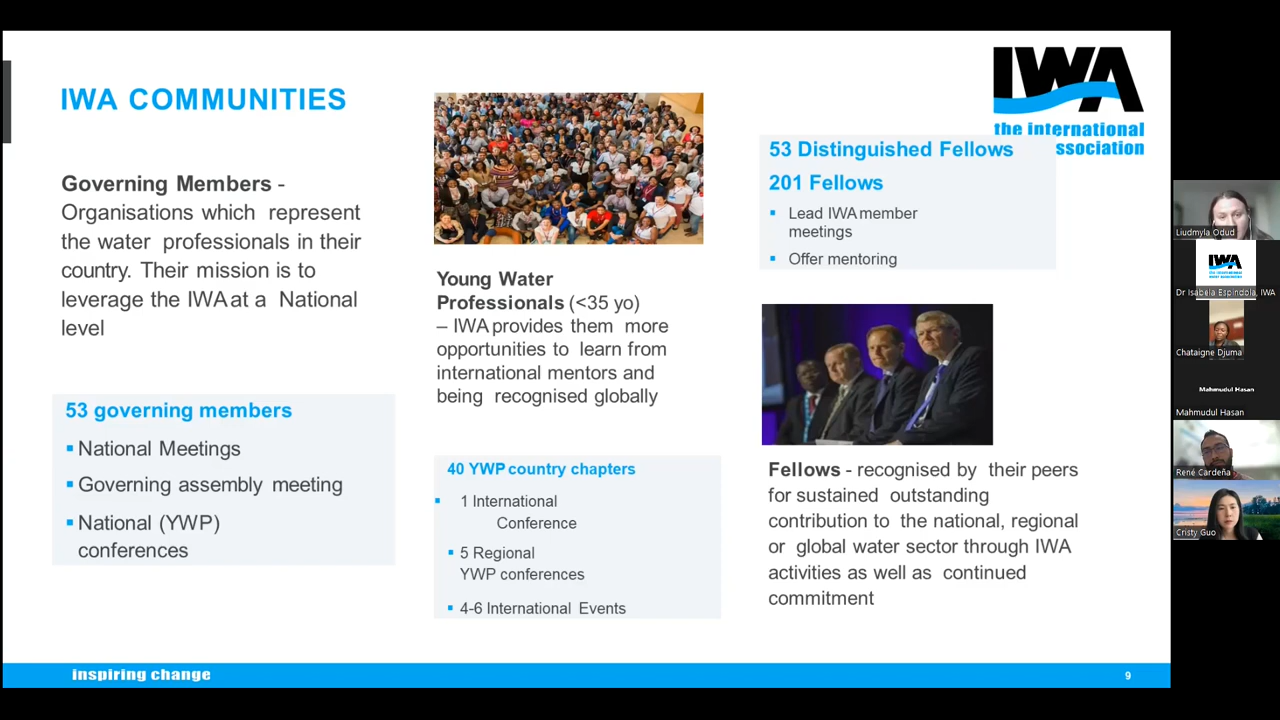 IWA COMMUNITIES
Governing Members -
Organisations which represent
the water professionals in their
country. Their mission is to
leverage the IWA at a National
level
53 governing members
National Meetings
Governing assembly meeting
National (YWP)
conferences
Young Water
Professionals (<35 yo)
– IWA provides them more
opportunities to learn from
international mentors and
being recognised globally
40 YWP country chapters
1 International
Conference
5 Regional
YWP conferences
4-6 International Events
IWA
the international
ssociation
53 Distinguished Fellows
201 Fellows
Lead IWA member
meetings
Offer mentoring
Fellows - recognised by their peers
for sustained outstanding
contribution to the national, regional
or global water sector through IWA
activities as well as continued
commitment
inspiring change
9
Liudmyla Odud
IWA
Dr Isabela Espindola, IWA
Chataigne Djuma
Mahmudul Hasan
Mahmudul Hasan
René Cardeña
Cristy Guo